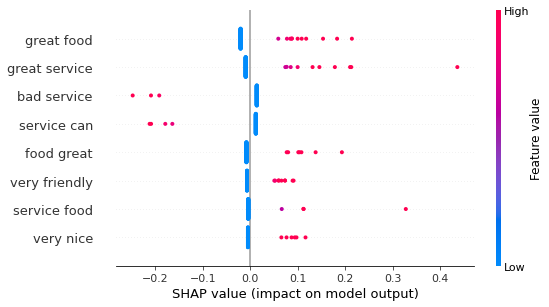 High
great food
great service
bad service
service can
food great
very friendly
service food
very nice
Feature value
Low
−0.2 −0.1 0.0 0.1 0.2 0.3 0.4
SHAP value (impact on model output)